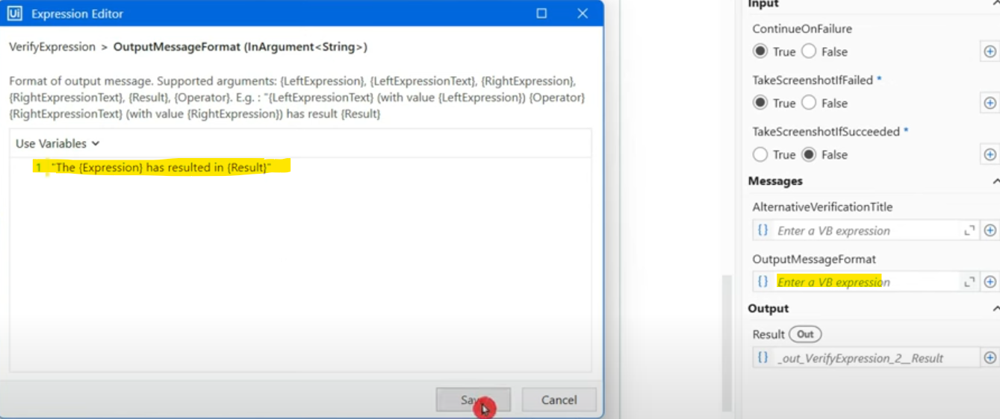 Ui Expression Editor
VerifyExpression > OutputMessageFormat (InArgument<String>)
Format of output message. Supported arguments: {LeftExpression}, {LeftExpressionText}, {RightExpression},
{RightExpressionText}, {Result}, {Operator}. E.g. : "{LeftExpressionText} (with value {LeftExpression}) {Operator}
{RightExpressionText} (with value {RightExpression}) has result {Result}
Use Variables
1 "The {Expression} has resulted in {Result}"
Cancel
Input
ContinueOnFailure
True False
TakeScreenshotIfFailed *
True False
TakeScreenshotIfSucceeded *
True False
Messages
AlternativeVerificationTitle
{} Enter a VB expression
OutputMessageFormat
{} Enter a VB expression
Output
Result Out
{} _out_VerifyExpression_2__Result